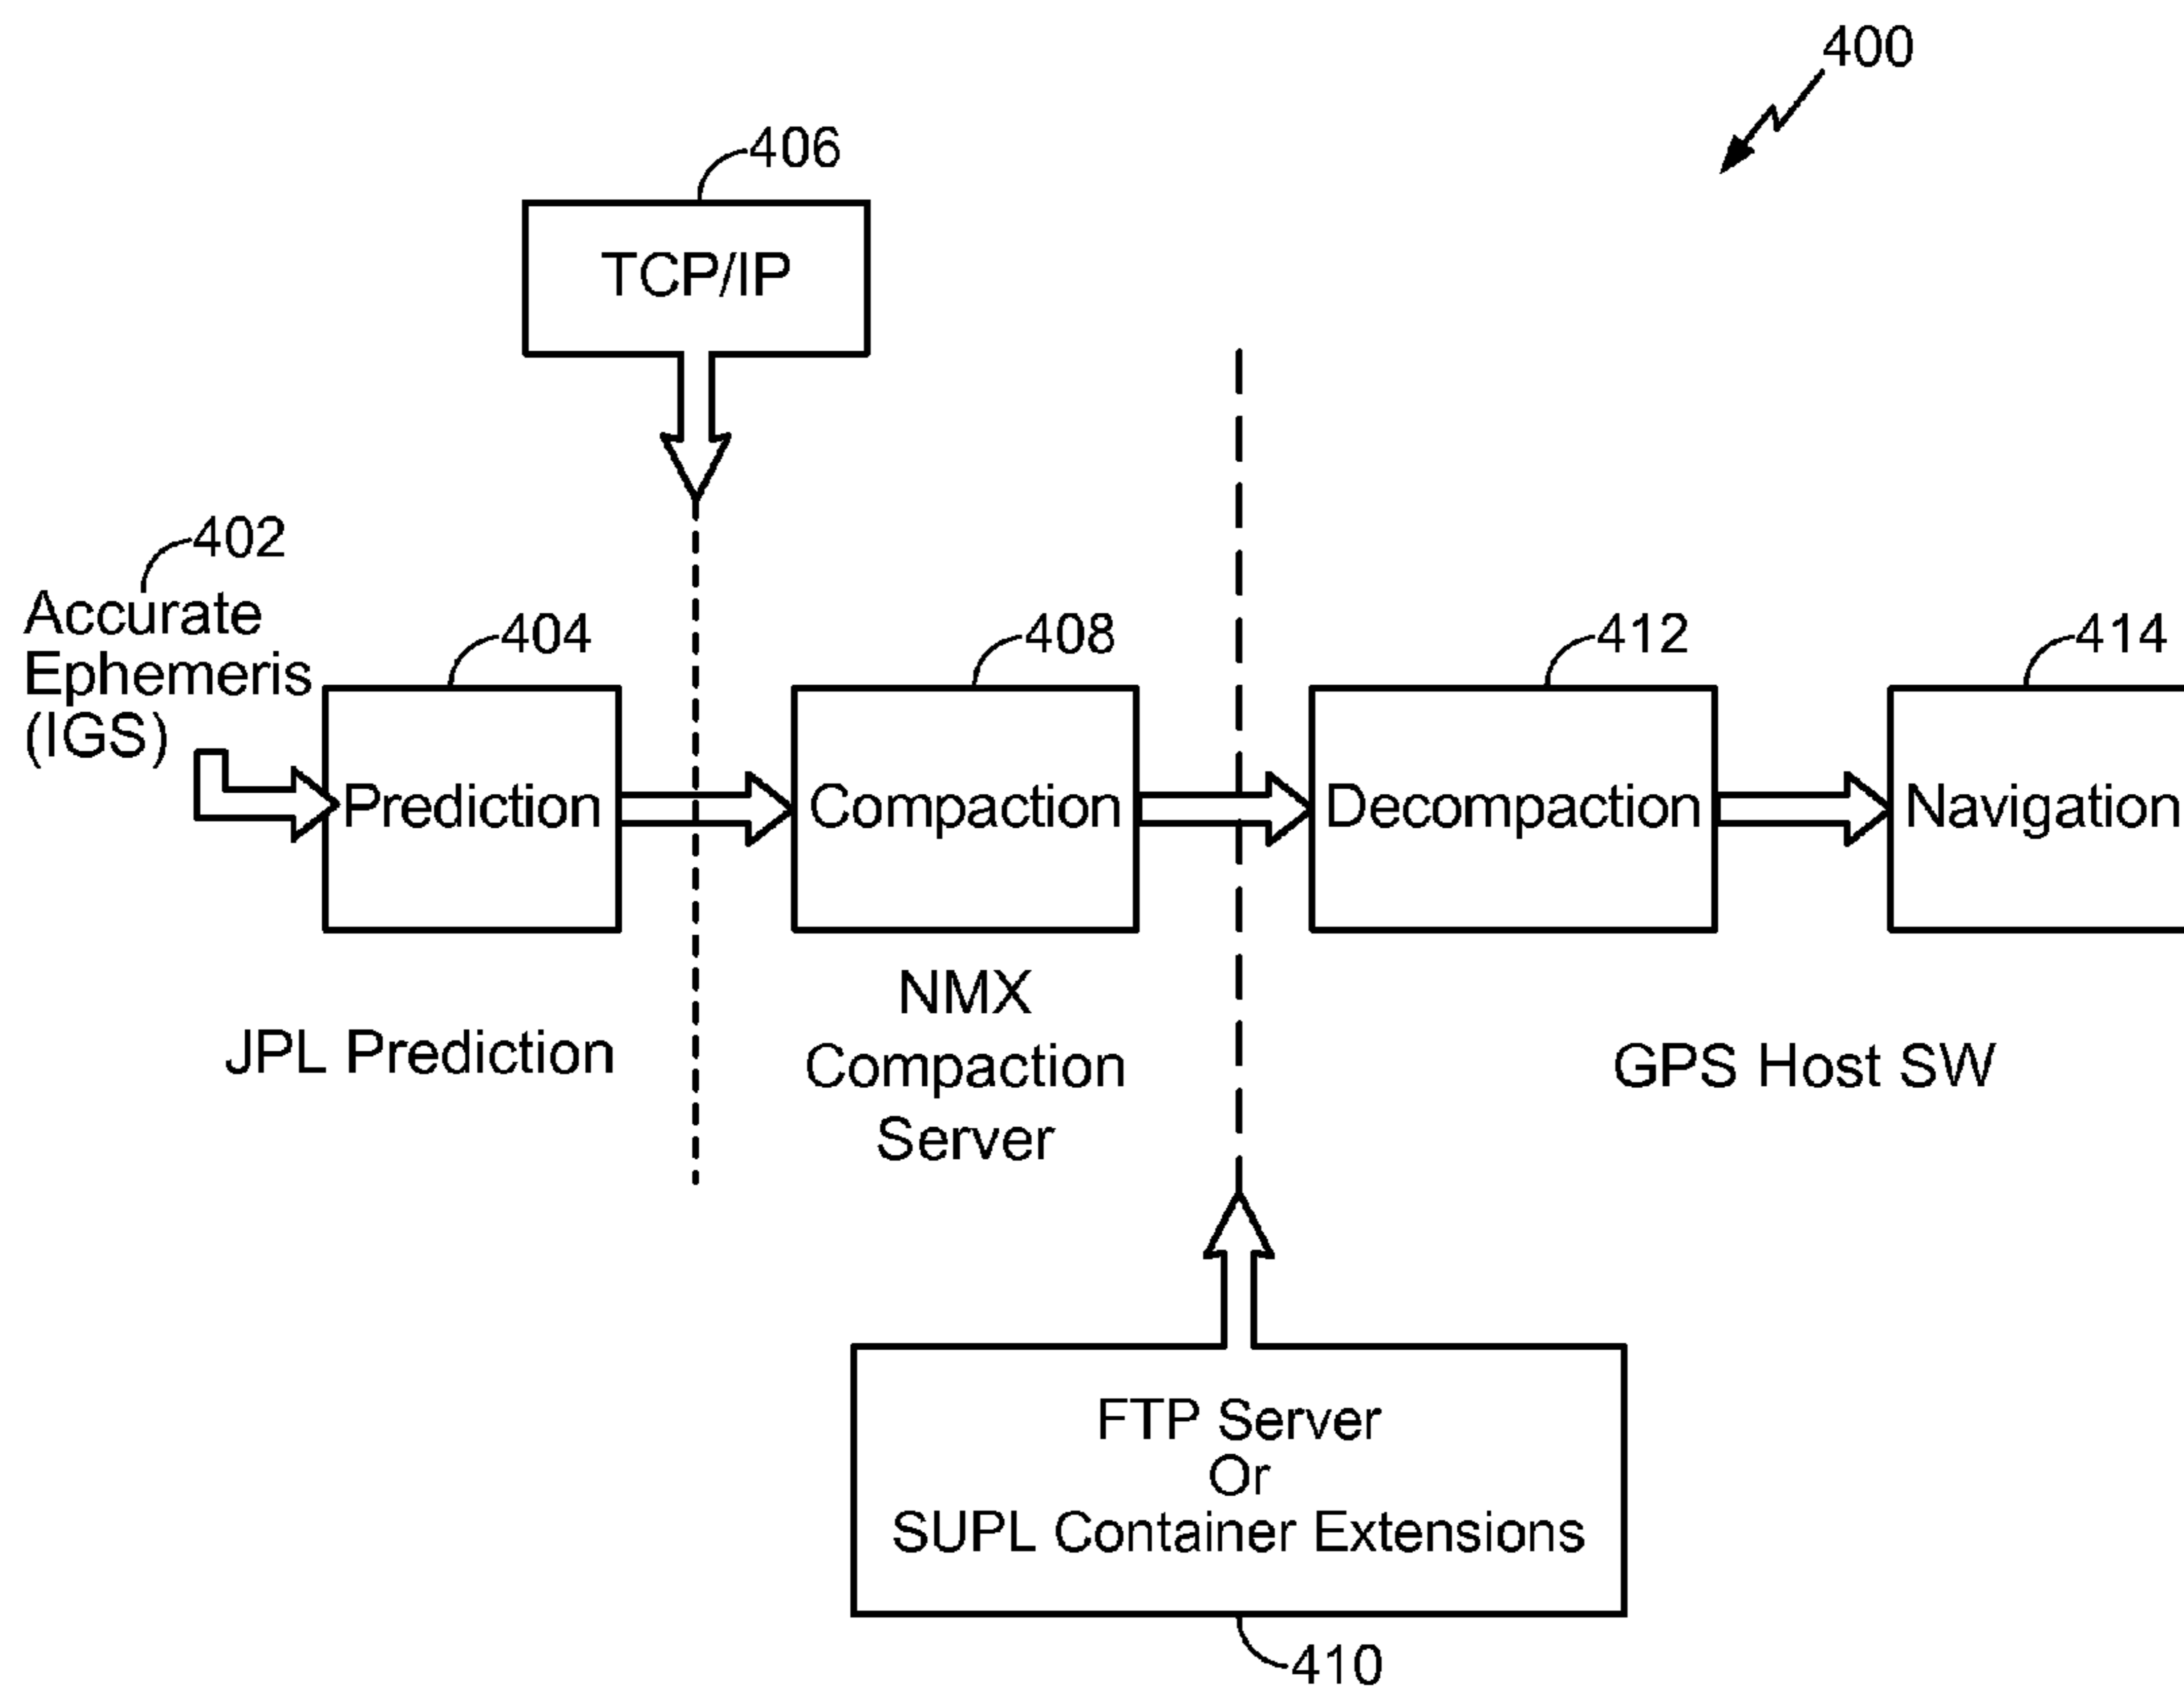 400
406
TCP/IP
402
Accurate
Ephemeris
(IGS)
404
408
412
414
Prediction
Compaction
Decompaction
Navigation
JPL Prediction
NMX
Compaction
Server
GPS Host SW
FTP Server
Or
SUPL Container Extensions
410